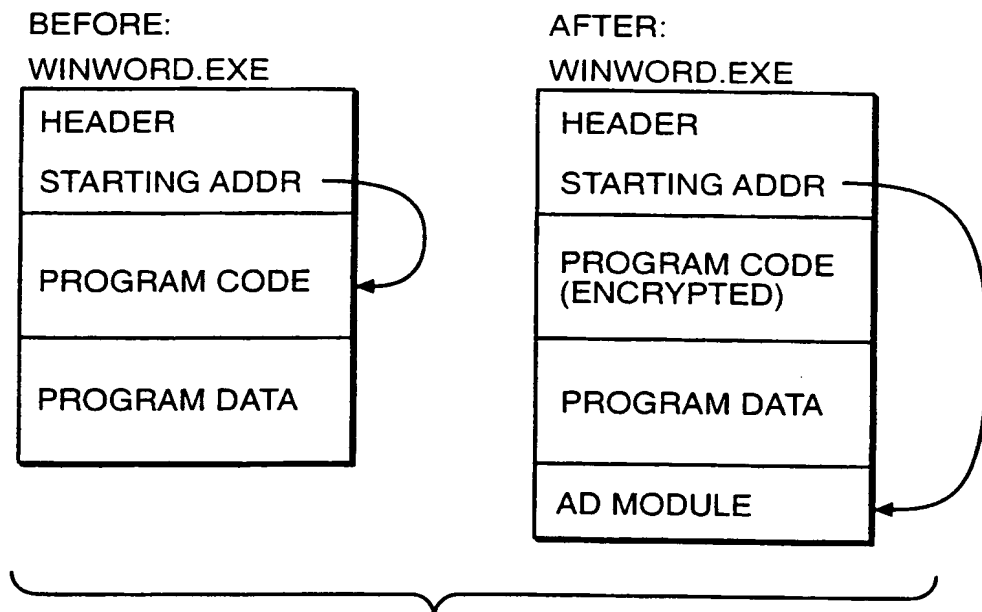 BEFORE:
WINWORD.EXE
HEADER
STARTING ADDR
PROGRAM CODE
PROGRAM DATA
AFTER:
WINWORD.EXE
HEADER
STARTING ADDR
PROGRAM CODE
(ENCRYPTED)
PROGRAM DATA
AD MODULE